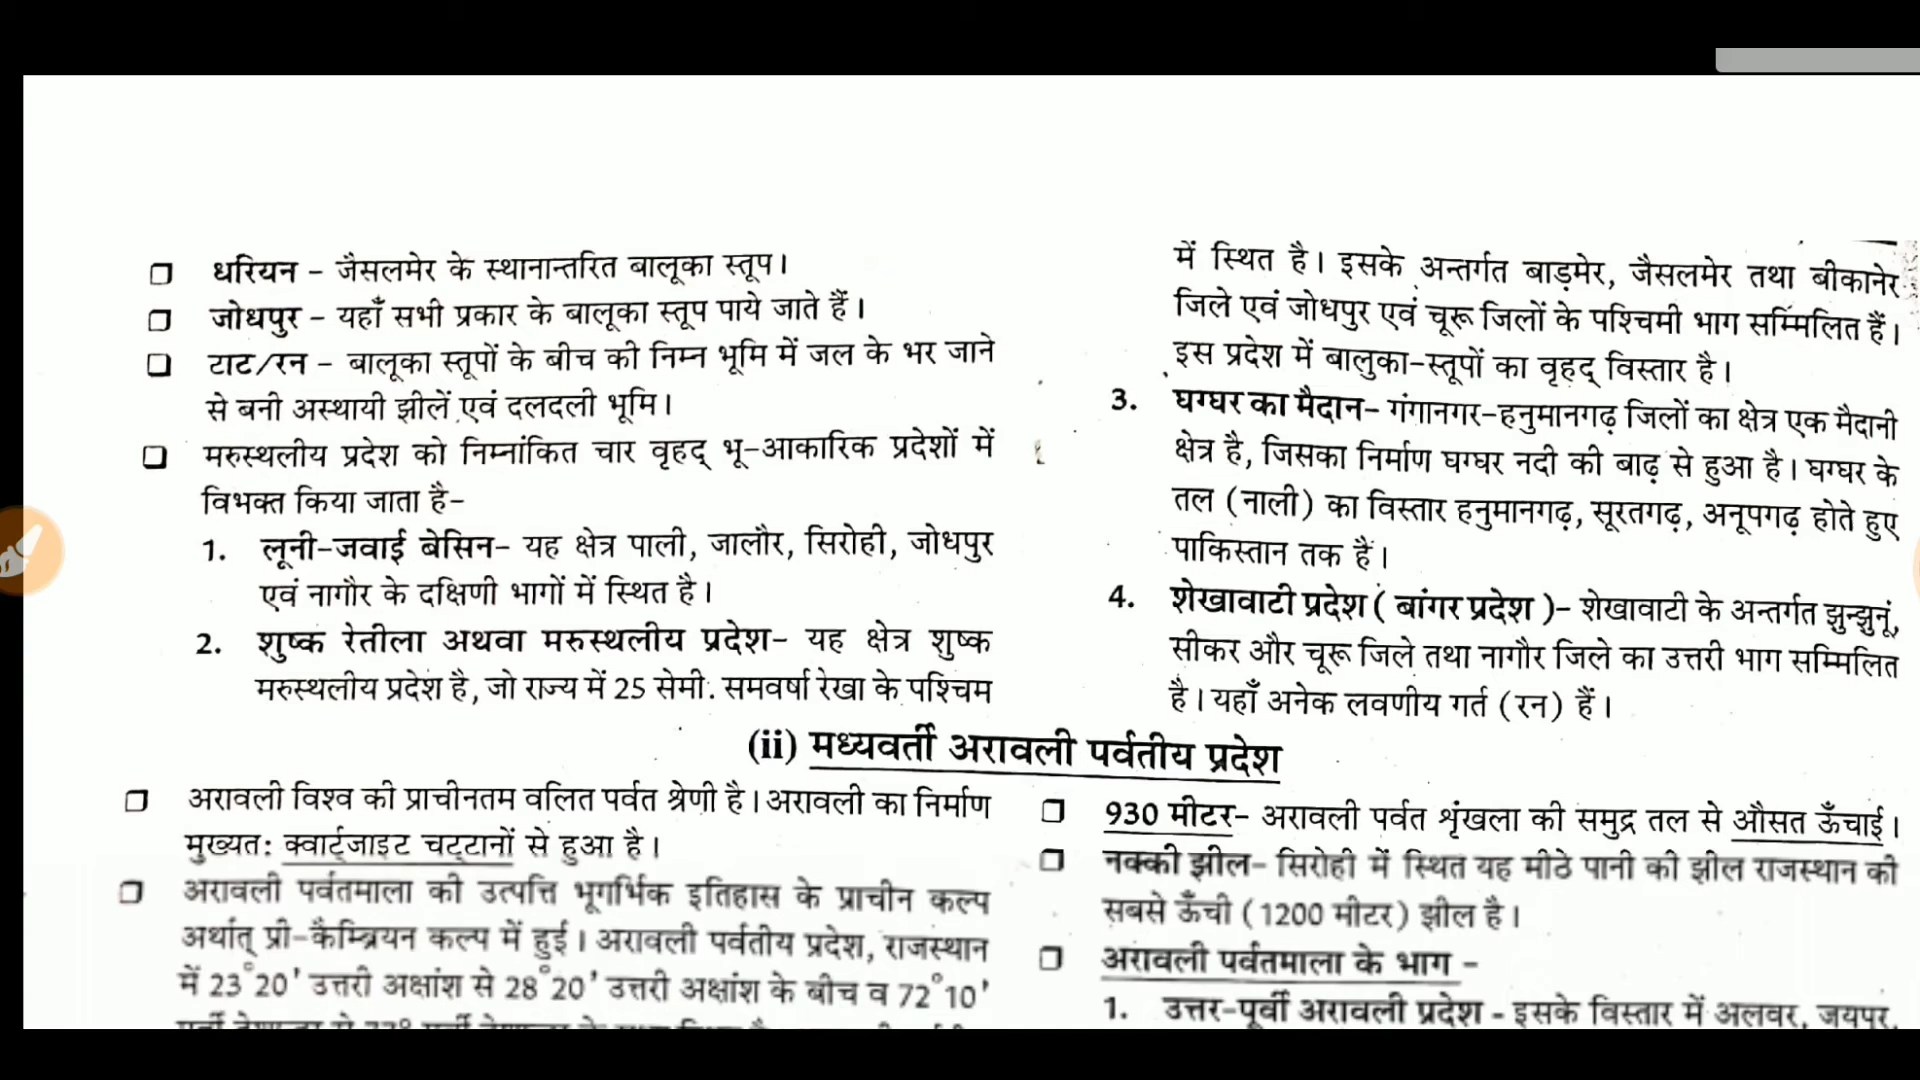 धरियन - जैसलमेर के स्थानान्तरित बालूका स्तूप।
जोधपुर - यहाँ सभी प्रकार के बालूका स्तूप पाये जाते हैं।
टाट/रन - बालूका स्तूपों के बीच की निम्न भूमि में जल के भर जाने
से बनी अस्थायी झीलें एवं दलदली भूमि।
मरुस्थलीय प्रदेश को निम्नांकित चार वृहद् भू-आकारिक प्रदेशों में
विभक्त किया जाता है-
1. लूनी-जवाई बेसिन- यह क्षेत्र पाली, जालौर, सिरोही, जोधपुर
एवं नागौर के दक्षिणी भागों में स्थित है।
2. शुष्क रेतीला अथवा मरुस्थलीय प्रदेश- यह क्षेत्र शुष्क
मरुस्थलीय प्रदेश है, जो राज्य में 25 सेमी. समवर्षा रेखा के पश्चिम
में स्थित है। इसके अन्तर्गत बाड़मेर, जैसलमेर तथा बीकानेर
जिले एवं जोधपुर एवं चूरू जिलों के पश्चिमी भाग सम्मिलित हैं।
इस प्रदेश में बालुका-स्तूपों का वृहद् विस्तार है।
3. घग्घर का मैदान- गंगानगर-हनुमानगढ़ जिलों का क्षेत्र एक मैदानी
क्षेत्र है, जिसका निर्माण घग्घर नदी की बाढ़ से हुआ है। घग्घर के
तल (नाली) का विस्तार हनुमानगढ़, सूरतगढ़, अनूपगढ़ होते हुए
पाकिस्तान तक है।
4. शेखावाटी प्रदेश ( बांगर प्रदेश )- शेखावाटी के अन्तर्गत झुन्झुनूं,
सीकर और चूरू जिले तथा नागौर जिले का उत्तरी भाग सम्मिलित
है। यहाँ अनेक लवणीय गर्त (रन) हैं।
(ii) मध्यवर्ती अरावली पर्वतीय प्रदेश
अरावली विश्व की प्राचीनतम वलित पर्वत श्रेणी है। अरावली का निर्माण
मुख्यत: क्वार्ट्जाइट चट्टानों से हुआ है।
अरावली पर्वतमाला की उत्पत्ति भूगर्भिक इतिहास के प्राचीन कल्प
अर्थात् प्री-कैम्ब्रियन कल्प में हुई। अरावली पर्वतीय प्रदेश, राजस्थान
में 23°20' उत्तरी अक्षांश से 28°20' उत्तरी अक्षांश के बीच व 72°10'
930 मीटर- अरावली पर्वत शृंखला की समुद्र तल से औसत ऊँचाई।
नक्की झील- सिरोही में स्थित यह मीठे पानी की झील राजस्थान की
सबसे ऊँची (1200 मीटर) झील है।
अरावली पर्वतमाला के भाग -
1. उत्तर-पूर्वी अरावली प्रदेश - इसके विस्तार में अलवर, जयपुर,